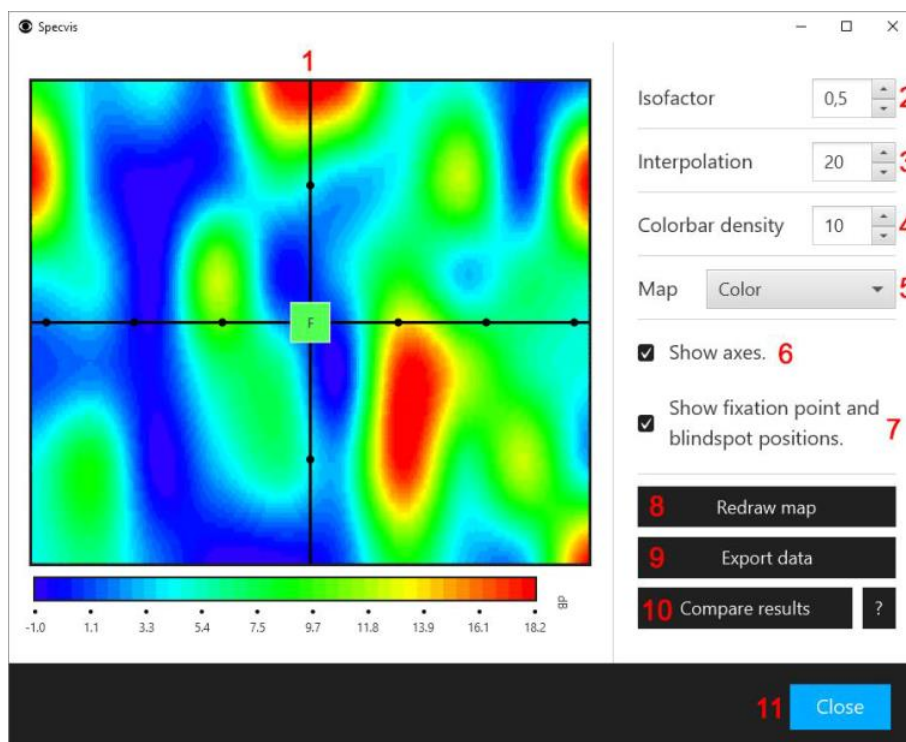 Specvis
1
Isofactor 0,5 2
Interpolation 20 3
Colorbar density 10 4
Map Color 5
F
Show axes. 6
Show fixation point and
blindspot positions. 7
8 Redraw map
9 Export data
10 Compare results ?
-1.0 1.1 3.3 5.4 7.5 9.7 11.8 13.9 16.1 18.2 dB
11 Close